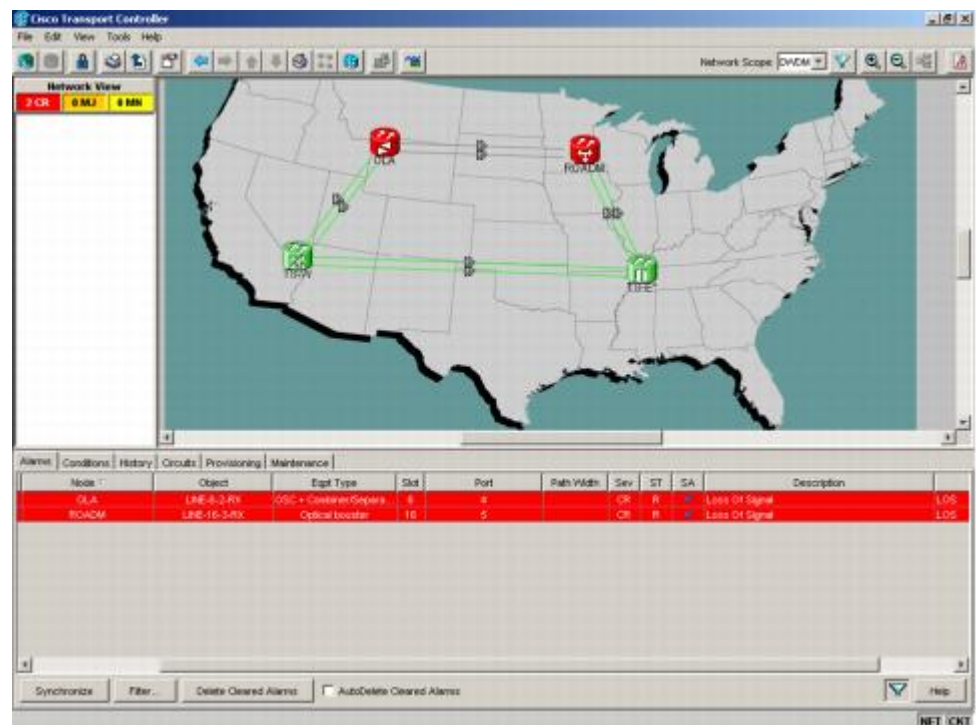 Cisco Transport Controller
File Edit View Tools Help
Network Scope DWDM
Network View
2 CR 0 MJ 0 MN
OLA
ROADM
Alarms Conditions History Circuits Provisioning Maintenance
Node Object Eqpt Type Slot Port Path Width Sev ST SA Description
OLA LINE-8-2-RX OSC + Combiner/Separa... 8 4 CR R Loss Of Signal LOS
ROADM LINE-16-3-RX Optical booster 16 5 CR R Loss Of Signal LOS
Synchronize Filter... Delete Cleared Alarms AutoDelete Cleared Alarms Help
NET CKT